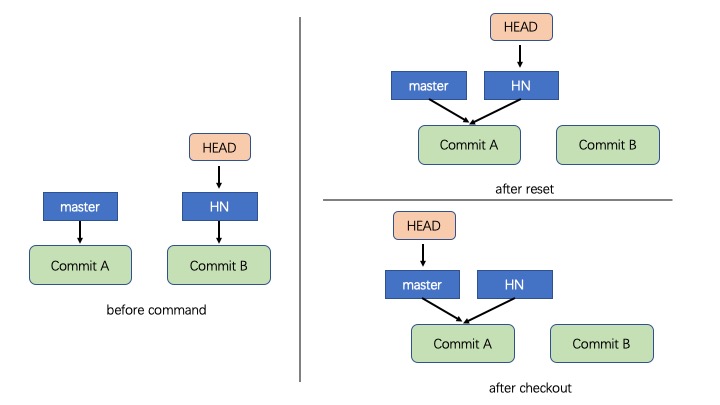 HEAD
master
HN
Commit A
Commit B
before command
HEAD
master
HN
Commit A
Commit B
after reset
HEAD
master
HN
Commit A
Commit B
after checkout